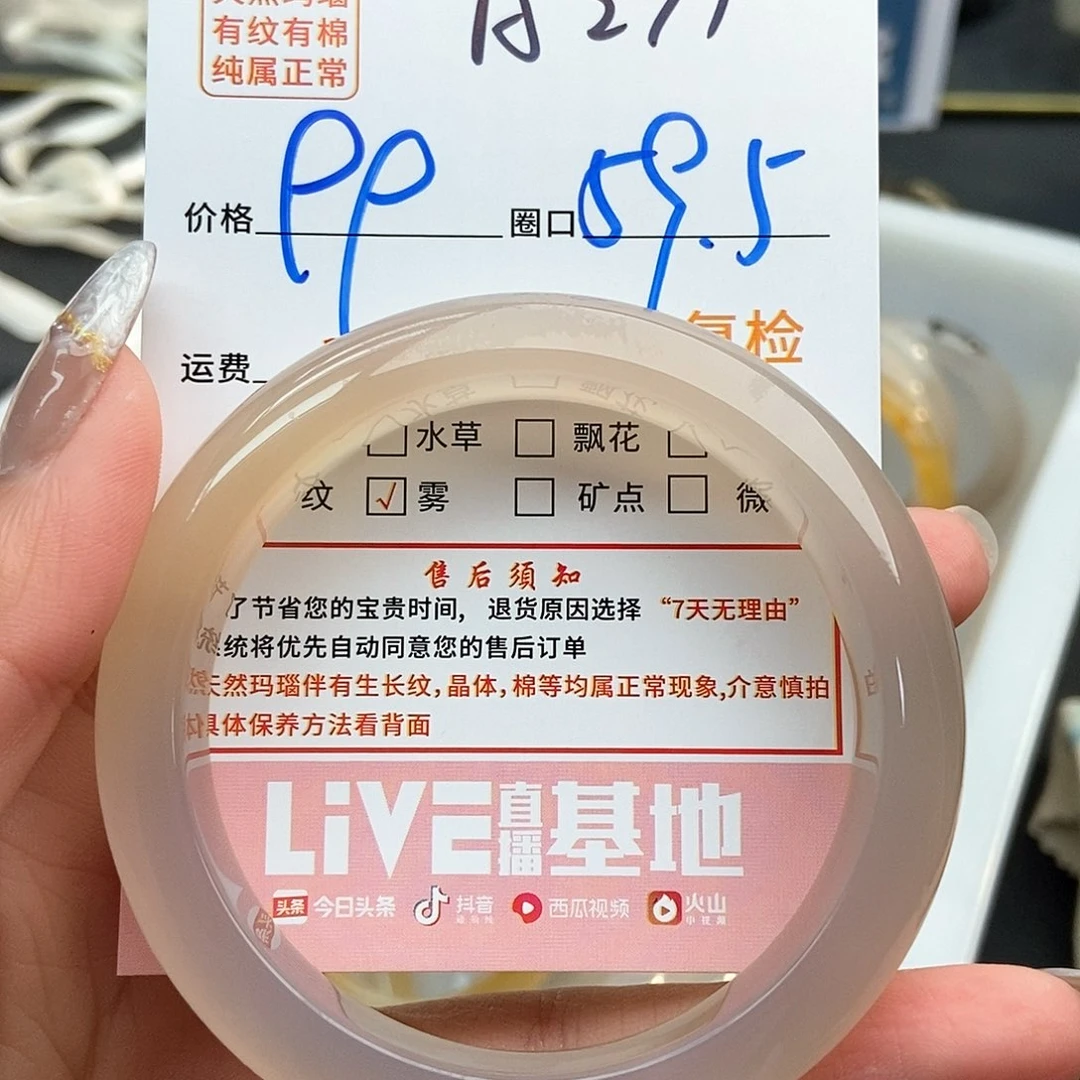 有纹有棉
纯属正常
价格 99 圈口 59.5
运费
复检
水草 飘花
纹 √ 雾 矿点 微
售后须知
了节省您的宝贵时间, 退货原因选择 “7天无理由”
系统将优先自动同意您的售后订单
天然玛瑙伴有生长纹,晶体,棉等均属正常现象,介意慎拍
具体保养方法看背面
LiVE 直播 基地
头条 今日头条 抖音 西瓜视频 火山